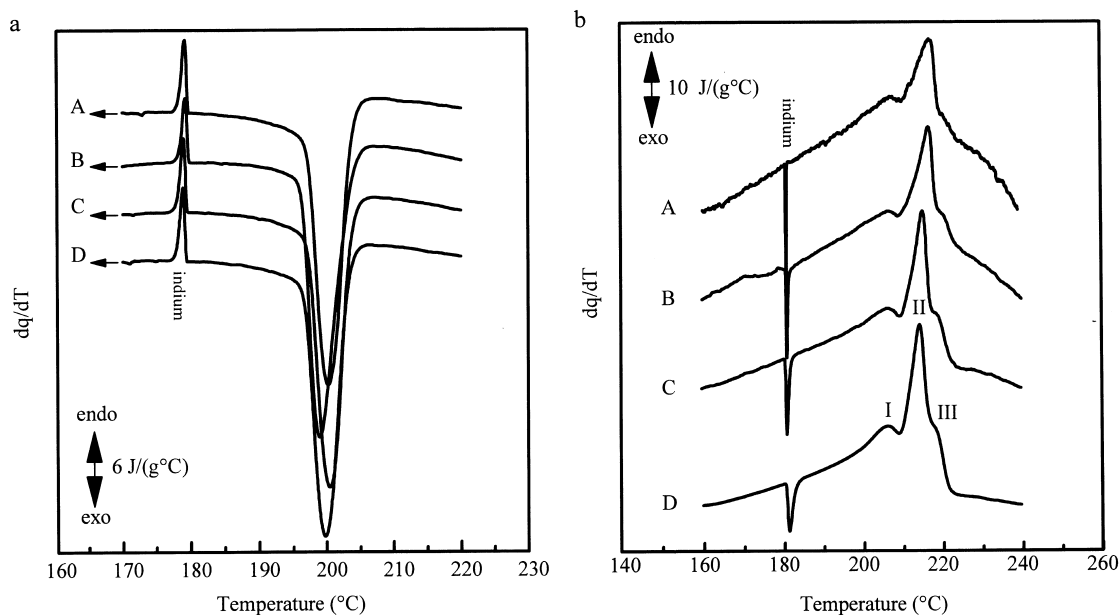 a
endo
6 J/(g°C)
exo
A
B
C
D
indium
dq/dT
160 170 180 190 200 210 220 230
Temperature (°C)
b
endo
10 J/(g°C)
exo
indium
A
B
C
D
I
II
III
dq/dT
140 160 180 200 220 240 260
Temperature (°C)